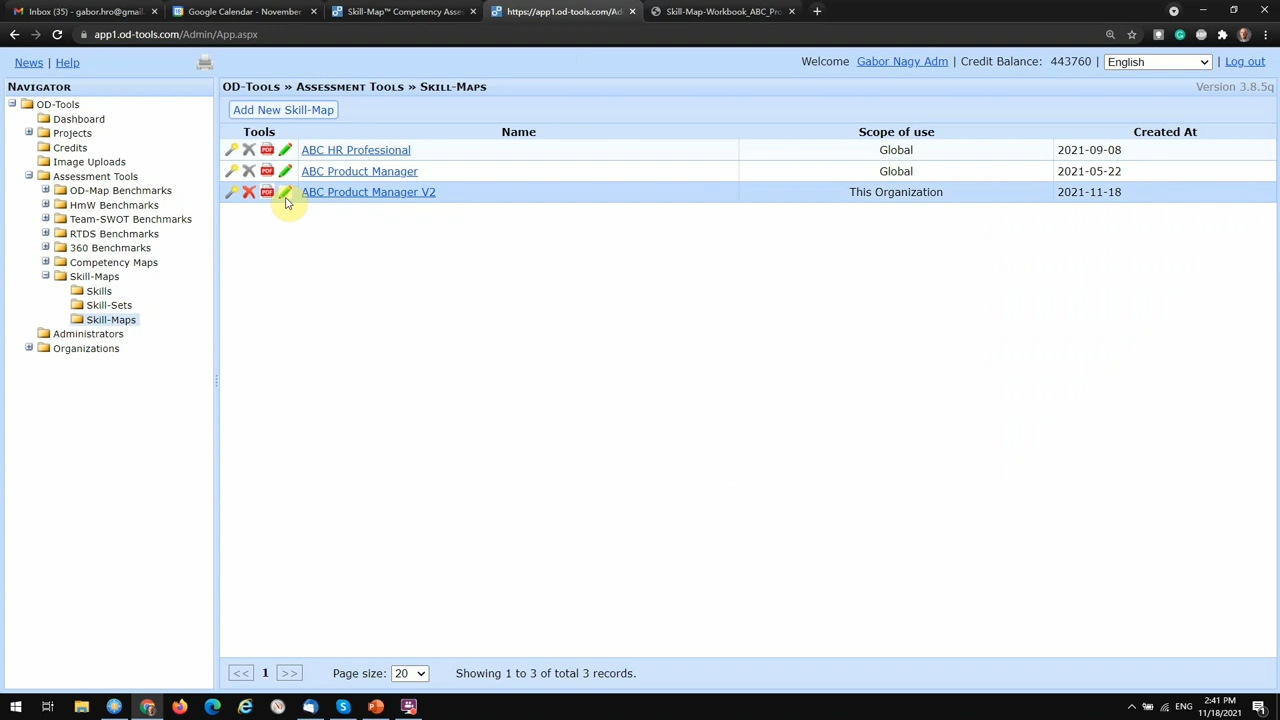 Inbox (35) - gabor.hro@gmail.
Google Calendar - November
Skill-Map™ Competency Asse
https://app1.od-tools.com/Ad
Skill-Map-Workbook_ABC_Pro
app1.od-tools.com/Admin/App.aspx
News | Help
Welcome Gabor Nagy Adm | Credit Balance: 443760 | English | Log out
NAVIGATOR
OD-TOOLS » ASSESSMENT TOOLS » SKILL-MAPS
Version 3.8.5q
OD-Tools
Dashboard
Projects
Credits
Image Uploads
Assessment Tools
OD-Map Benchmarks
HmW Benchmarks
Team-SWOT Benchmarks
RTDS Benchmarks
360 Benchmarks
Competency Maps
Skill-Maps
Skills
Skill-Sets
Skill-Maps
Administrators
Organizations
Add New Skill-Map
Tools Name Scope of use Created At
PDF ABC HR Professional Global 2021-09-08
PDF ABC Product Manager Global 2021-05-22
PDF ABC Product Manager V2 This Organization 2021-11-18
<< 1 >> Page size: 20 Showing 1 to 3 of total 3 records.
ENG
2:41 PM
11/18/2021